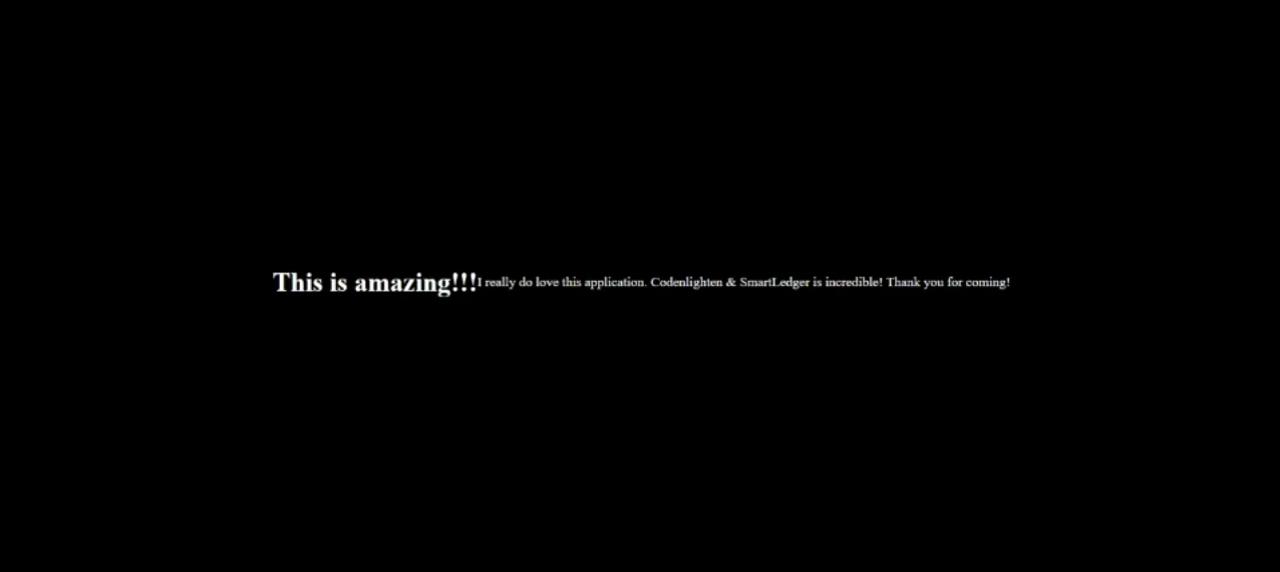 This is amazing!!!I really do love this application. Codenlighten & SmartLedger is incredible! Thank you for coming!